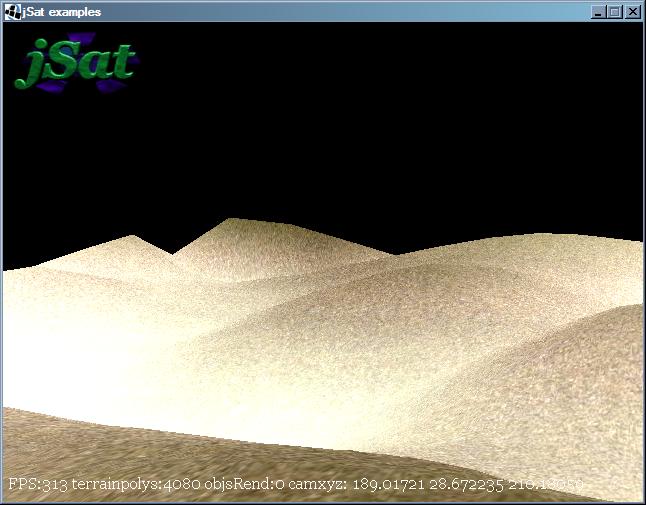 jSat examples
jSat
FPS:313 terrainpolys:4080 objsRend:0 camxyz: 189.01721 28.672235